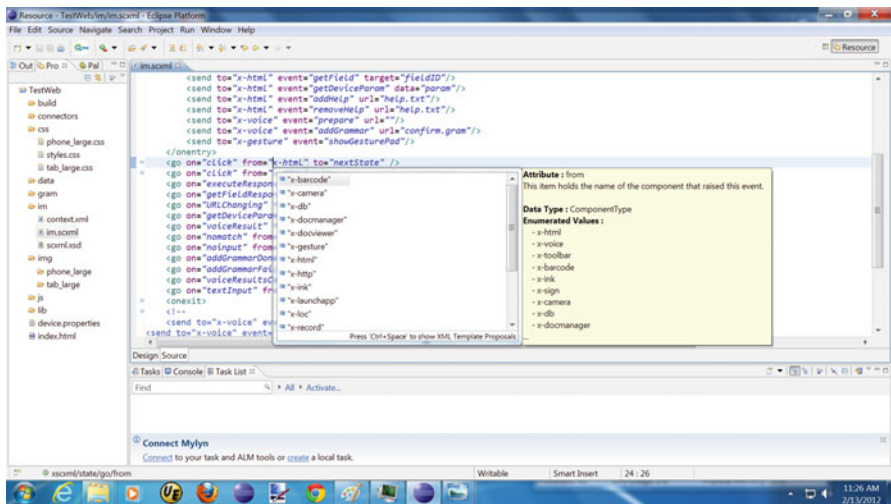 Resource - TestWeb/im/im.scxml - Eclipse Platform
File Edit Source Navigate Search Project Run Window Help
Resource
Out Pro Pal
im.scxml
TestWeb
build
connectors
css
phone_large.css
styles.css
tab_large.css
data
gram
im
context.xml
im.scxml
scxml.xsd
img
phone_large
tab_large
js
lib
device.properties
index.html
<send to="x-html" event="getField" target="fieldID"/>
<send to="x-html" event="getDeviceParam" data="param"/>
<send to="x-html" event="addHelp" url="help.txt"/>
<send to="x-html" event="removeHelp" url="help.txt"/>
<send to="x-voice" event="prepare" url=""/>
<send to="x-voice" event="addGrammar" url="confirm.gram"/>
<send to="x-gesture" event="showGesturePad"/>
</onentry>
<go on="click" from="x-html" to="nextState" />
<go on="click" from="
<go on="executeRespon
<go on="getFieldRespo
<go on="URLChanging"
<go on="getDevicePara
<go on="voiceResult"
<go on="nomatch" from
<go on="noinput" from
<go on="addGrammarDon
<go on="addGrammarFai
<go on="voiceResultsC
<go on="textInput" fro
<onexit>
<!--
<send to="x-voice" eve
<send to="x-voice" event=
"x-barcode"
"x-camera"
"x-db"
"x-docmanager"
"x-docviewer"
"x-gesture"
"x-html"
"x-http"
"x-ink"
"x-launchapp"
"x-loc"
"x-record"
Press 'Ctrl+Space' to show XML Template Proposals
Attribute : from
This item holds the name of the component that raised this event.
Data Type : ComponentType
Enumerated Values :
- x-html
- x-voice
- x-toolbar
- x-barcode
- x-ink
- x-sign
- x-camera
- x-db
- x-docmanager
Design Source
Tasks Console Task List
Find All Activate...
Connect Mylyn
Connect to your task and ALM tools or create a local task.
xscxml/state/go/from
Writable
Smart Insert
24 : 26
11:26 AM
2/13/2012